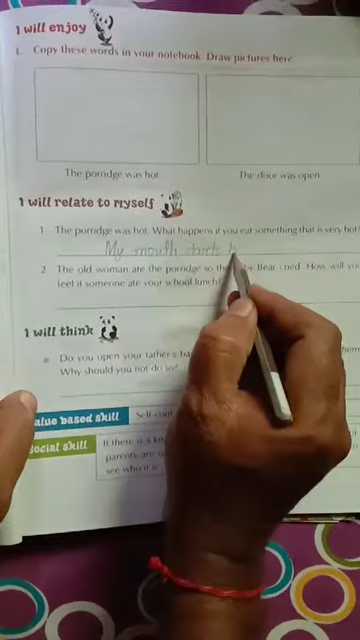 I will enjoy
1. Copy these words in your notebook. Draw pictures here
The porridge was hot
The door was open
I will relate to myself
1 The porridge was hot. What happens if you eat something that is very hot?
My mouth
2 The old woman ate the porridge so the Bear cried. How will you
feel if someone ate your school lunch?
I will think
Do you open your father's
Why should you not do so?
alue based skill
ocial skill If there is a
parents are
see who it is